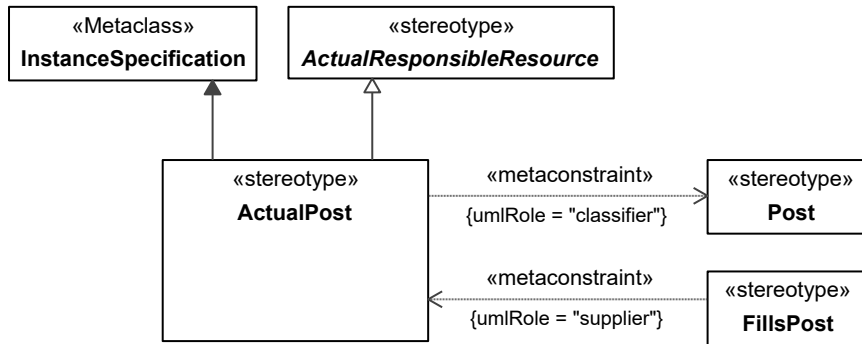 «Metaclass»
InstanceSpecification
«stereotype»
ActualResponsibleResource
«stereotype»
ActualPost
«metaconstraint»
{umlRole = "classifier"}
«stereotype»
Post
«metaconstraint»
{umlRole = "supplier"}
«stereotype»
FillsPost